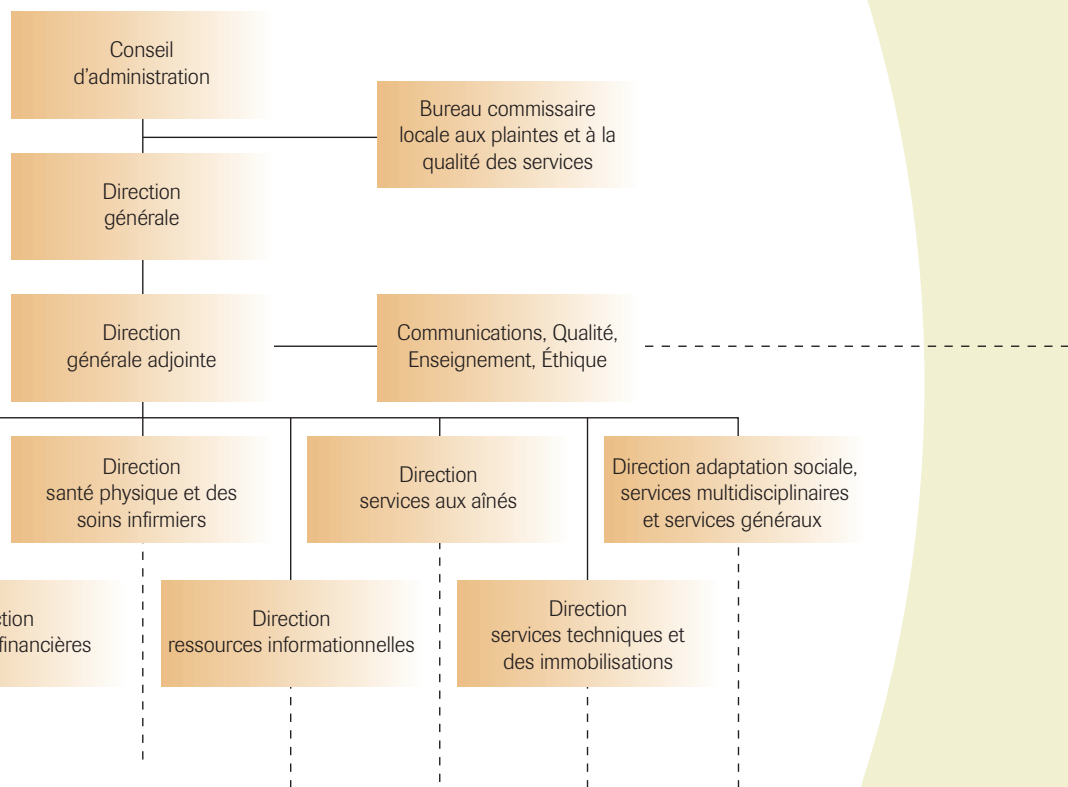 Conseil
d'administration
Bureau commissaire
locale aux plaintes et à la
qualité des services
Direction
générale
Direction
générale adjointe
Communications, Qualité,
Enseignement, Éthique
Direction
santé physique et des
soins infirmiers
Direction
services aux aînés
Direction adaptation sociale,
services multidisciplinaires
et services généraux
ction
financières
Direction
ressources informationnelles
Direction
services techniques et
des immobilisations